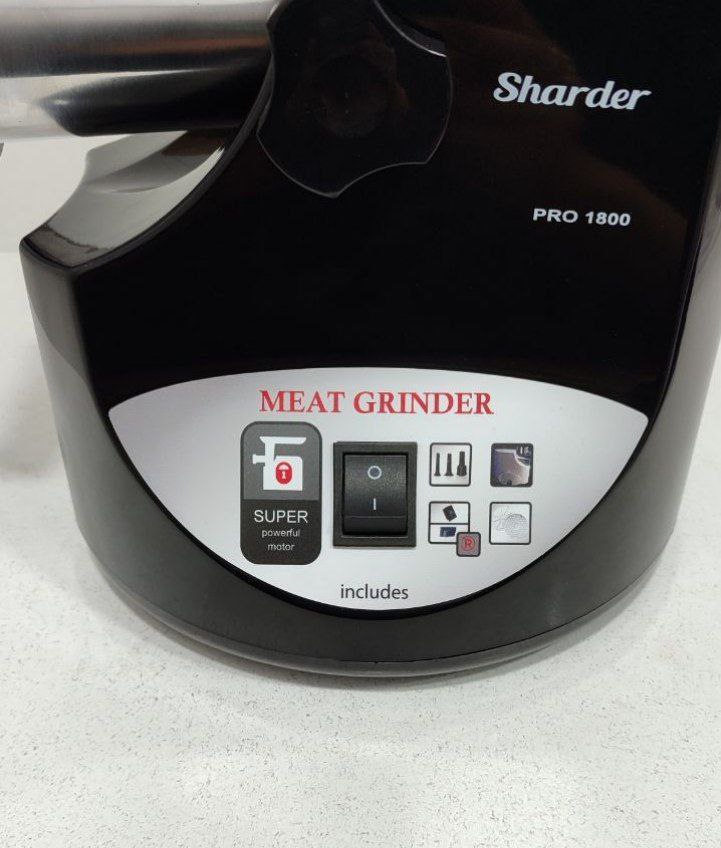 Sharder
PRO 1800
MEAT GRINDER
SUPER
powerful
motor
O
I
®
includes